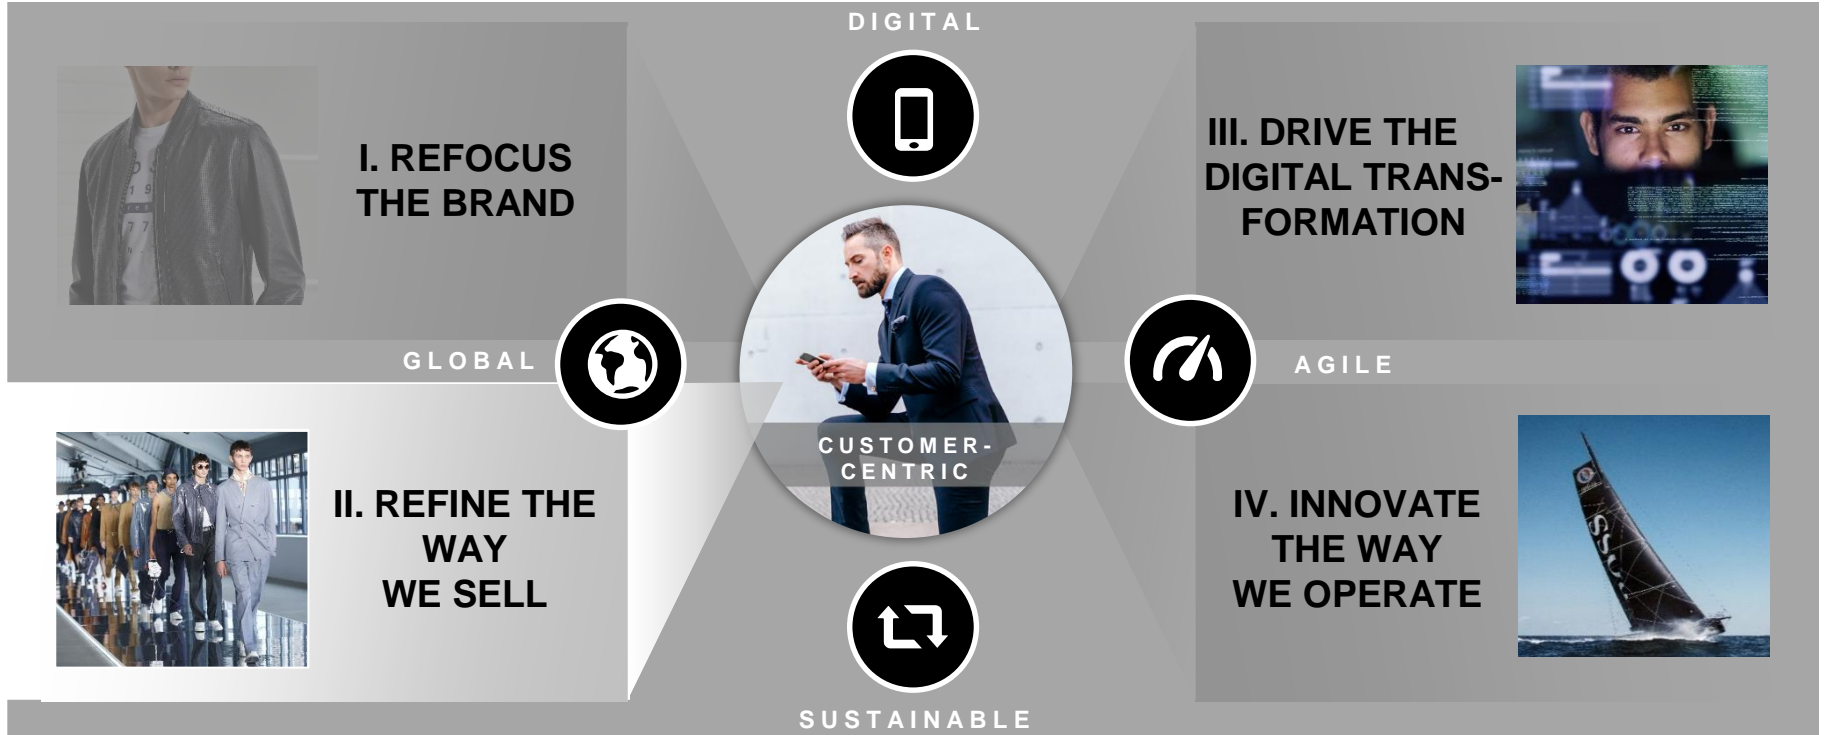 DIGITAL
I. REFOCUS
THE BRAND
III. DRIVE THE
DIGITAL TRANS-
FORMATION
GLOBAL
AGILE
CUSTOMER-
CENTRIC
II. REFINE THE
WAY
WE SELL
IV. INNOVATE
THE WAY
WE OPERATE
SUSTAINABLE